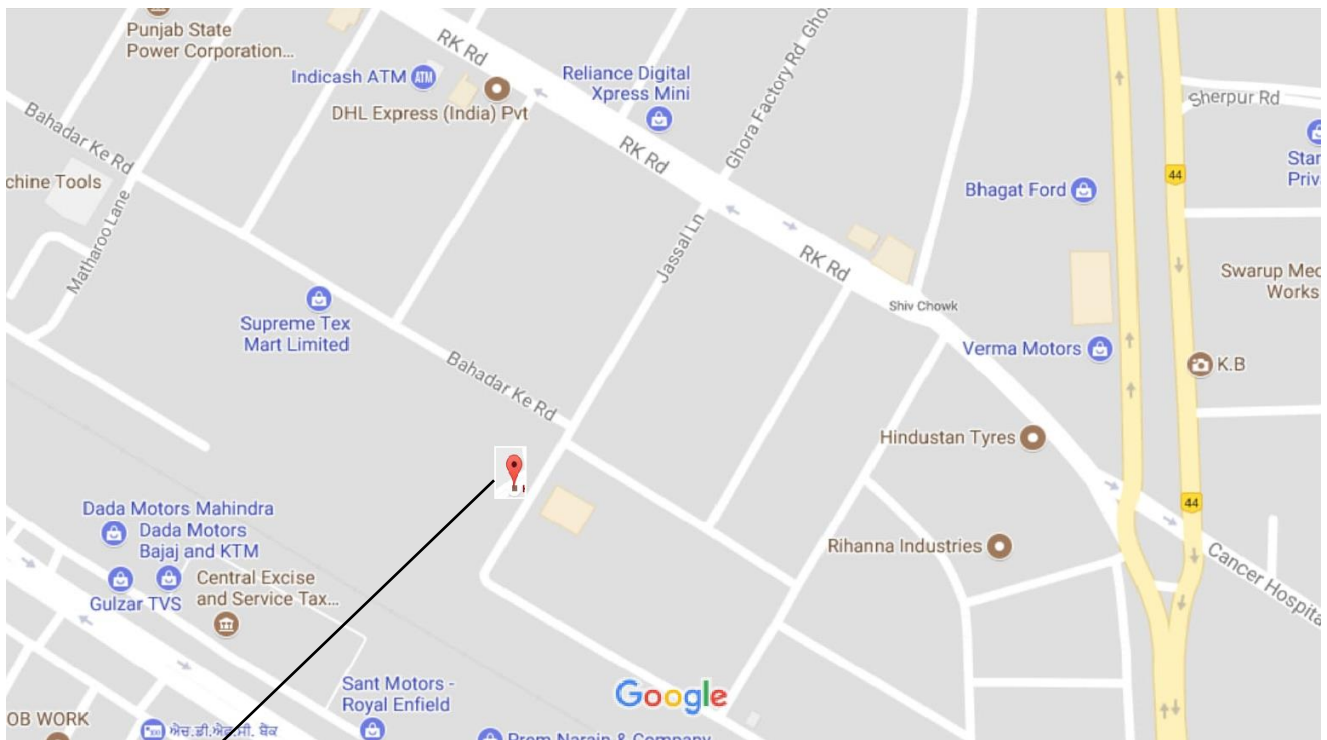 Punjab State
Power Corporation...
RK Rd
Indicash ATM
ATM
DHL Express (India) Pvt
Reliance Digital
Xpress Mini
Ghora Factory Rd
Sherpur Rd
Bahadar Ke Rd
RK Rd
44
Bhagat Ford
chine Tools
Matharoo Lane
Jassal Ln
RK Rd
Shiv Chowk
Works
Supreme Tex
Mart Limited
Verma Motors
K.B
Bahadar Ke Rd
Hindustan Tyres
44
Dada Motors Mahindra
Dada Motors
Bajaj and KTM
Rihanna Industries
Central Excise
and Service Tax...
Gulzar TVS
Cancer Hospita
Sant Motors -
Royal Enfield
Google
OB WORK
ਐਚ.ਡੀ.ਐਫ.ਸੀ. ਬੈਂਕ
Prem Narain & Company